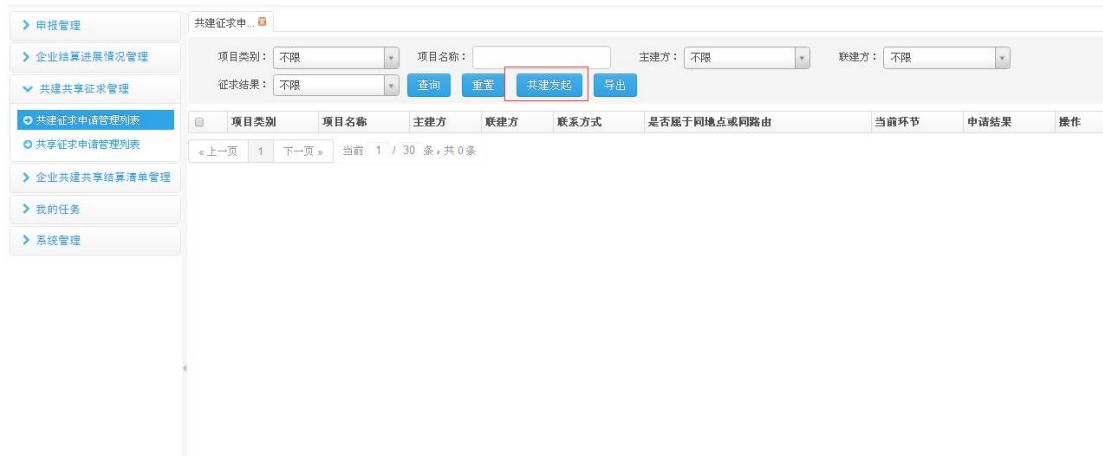 申报管理
企业结算进展情况管理
共建共享征求管理
共建征求申请管理列表
共享征求申请管理列表
企业共建共享结算清单管理
我的任务
系统管理
共建征求申...
项目类别： 不限 项目名称： 主建方： 不限 联建方： 不限
征求结果： 不限 查询 重置 共建发起 导出
项目类别 项目名称 主建方 联建方 联系方式 是否属于同地点或同路由 当前环节 申请结果 操作
«上一页 1 下一页» 当前 1 / 30 条，共0条